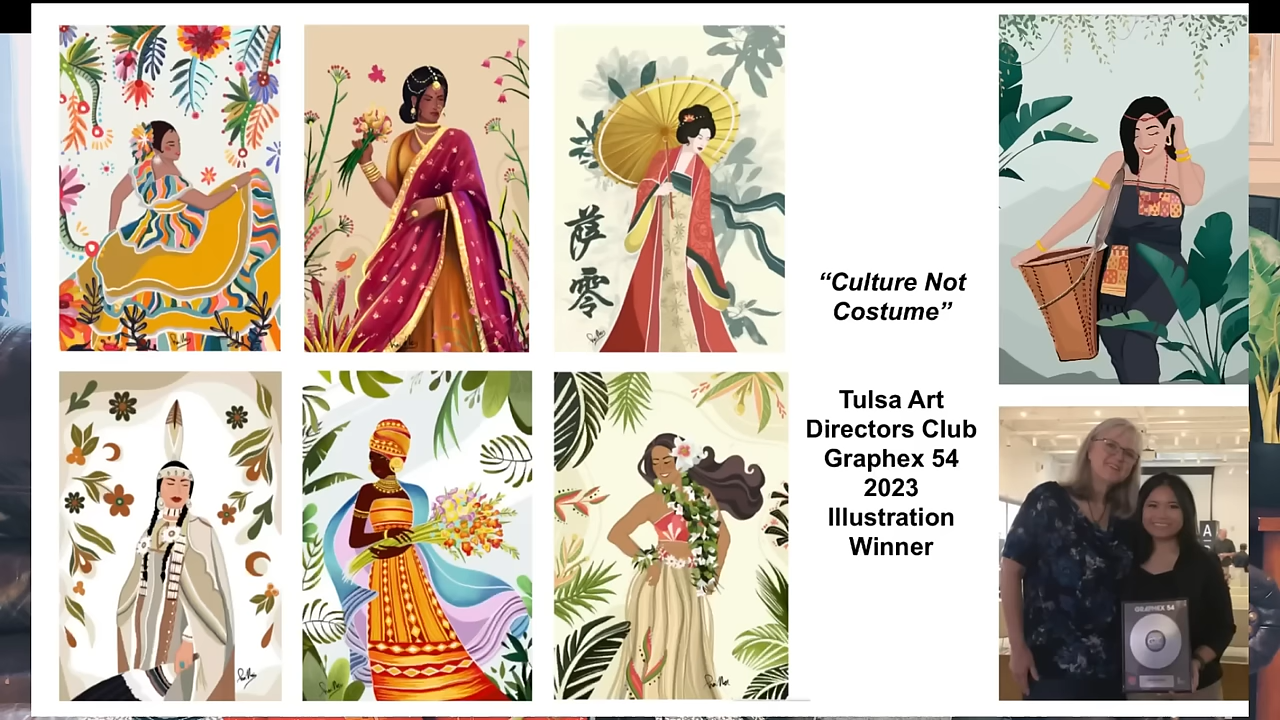 薩
零
“Culture Not
Costume”
Tulsa Art
Directors Club
Graphex 54
2023
Illustration
Winner
GRAPHEX 54